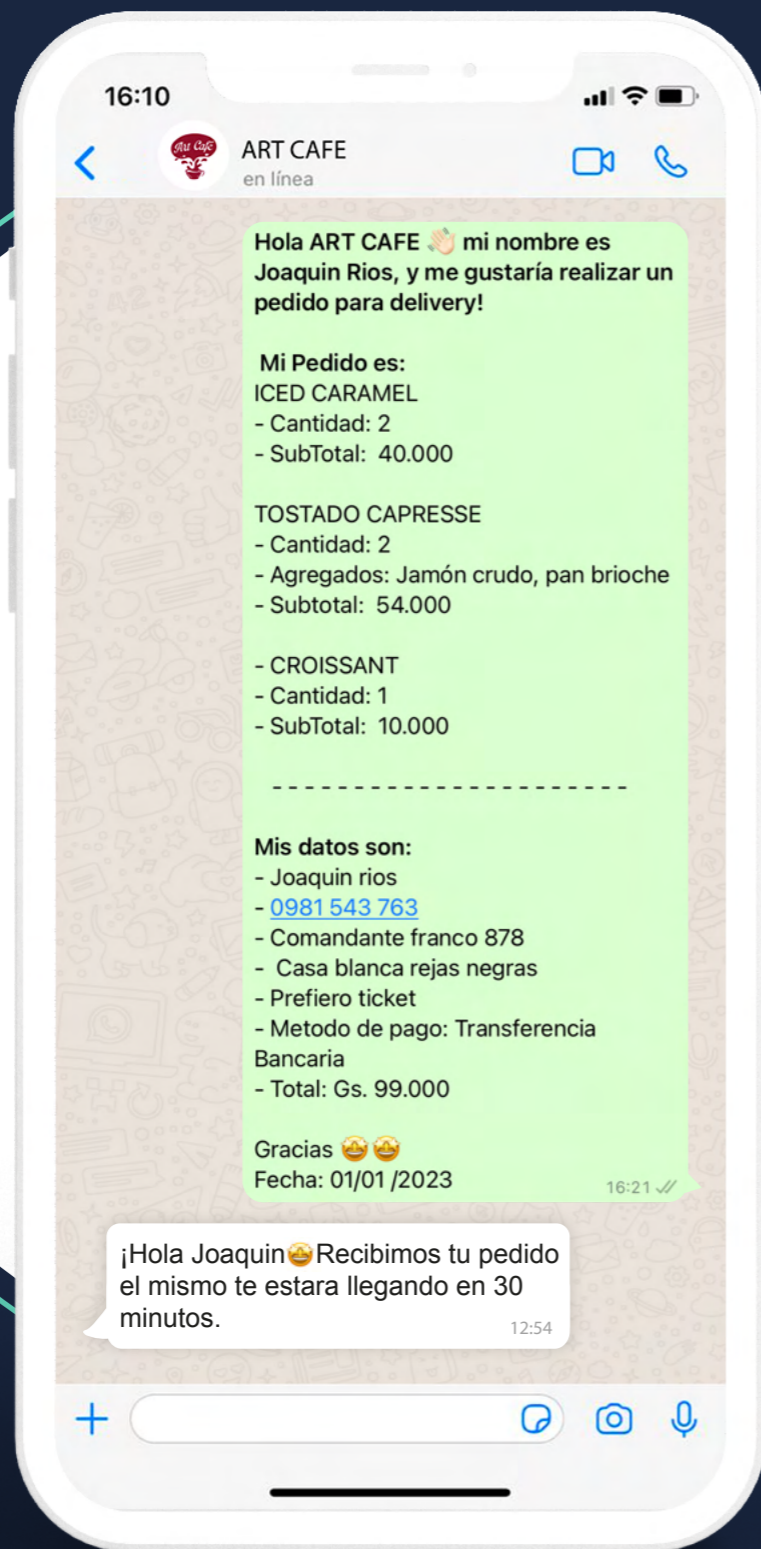 16:10
Art Cafe
ART CAFE
en línea
Hola ART CAFE 👋🏻 mi nombre es
Joaquin Rios, y me gustaría realizar un
pedido para delivery!
Mi Pedido es:
ICED CARAMEL
- Cantidad: 2
- SubTotal: 40.000
TOSTADO CAPRESSE
- Cantidad: 2
- Agregados: Jamón crudo, pan brioche
- Subtotal: 54.000
- CROISSANT
- Cantidad: 1
- SubTotal: 10.000
- - - - - - - - - - - - - - - - - - - - - -
Mis datos son:
- Joaquin rios
- 0981 543 763
- Comandante franco 878
- Casa blanca rejas negras
- Prefiero ticket
- Metodo de pago: Transferencia
Bancaria
- Total: Gs. 99.000
Gracias 🤩🤩
Fecha: 01/01 /2023
16:21
¡Hola Joaquin🤩Recibimos tu pedido
el mismo te estara llegando en 30
minutos.
12:54